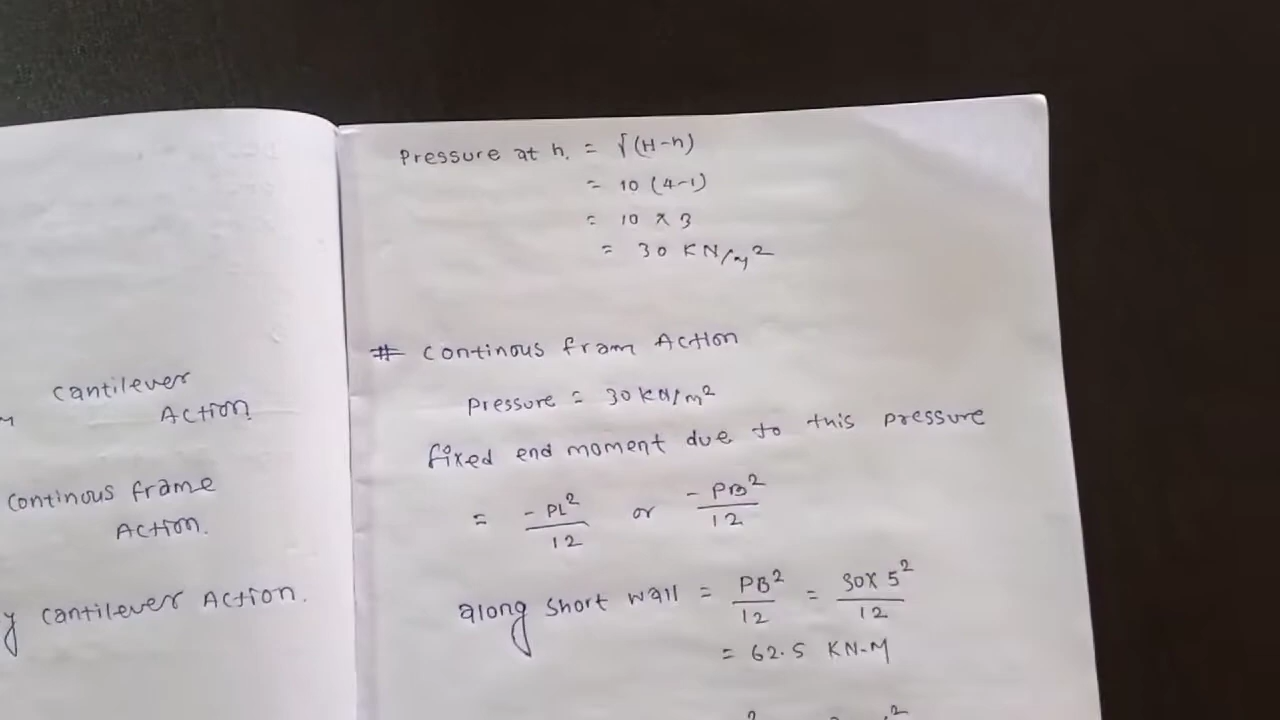 cantilever
Action
continous frame
Action.
y cantilever Action.
Pressure at h. = γ(H-h)
= 10 (4-1)
= 10 x 3
= 30 KN/m²
# continous fram Action
Pressure = 30 KN/m²
fixed end moment due to this pressure
= -PL²/12 or -PB²/12
along short wall = PB²/12 = 30x5²/12
= 62.5 KN-M